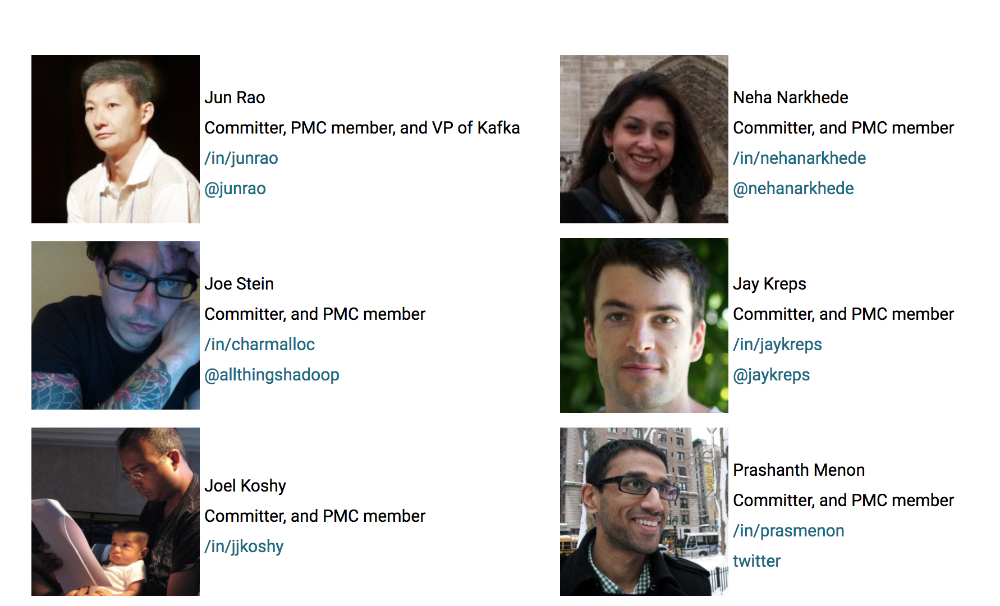 Jun Rao
Committer, PMC member, and VP of Kafka
/in/junrao
@junrao
Neha Narkhede
Committer, and PMC member
/in/nehanarkhede
@nehanarkhede
Joe Stein
Committer, and PMC member
/in/charmalloc
@allthingshadoop
Jay Kreps
Committer, and PMC member
/in/jaykreps
@jaykreps
Joel Koshy
Committer, and PMC member
/in/jjkoshy
Prashanth Menon
Committer, and PMC member
/in/prasmenon
twitter